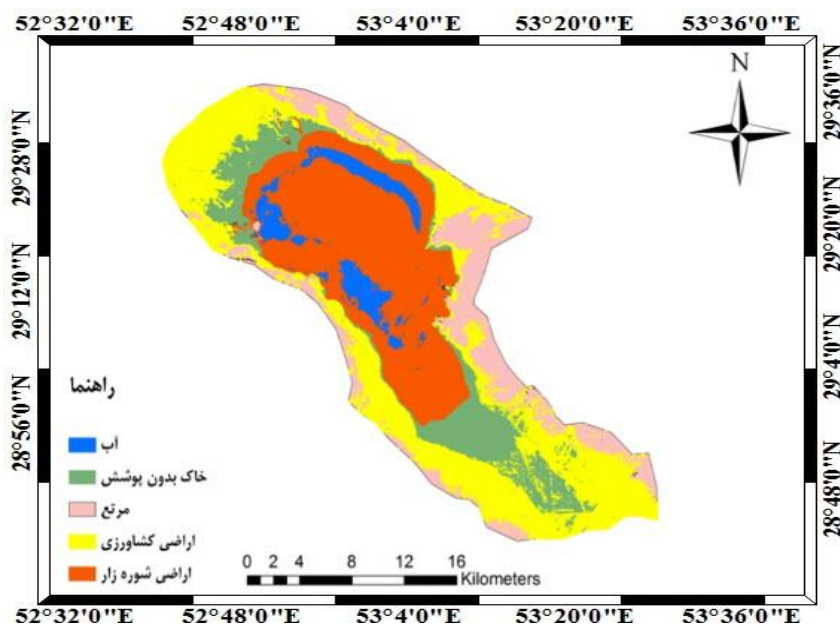 52°32'0"E 52°48'0"E 53°4'0"E 53°20'0"E 53°36'0"E
29°36'0"N
29°28'0"N
29°20'0"N
29°12'0"N
29°4'0"N
28°56'0"N
28°48'0"N
N
راهنما
آب
خاک بدون پوشش
مرتع
اراضی کشاورزی
اراضی شوره زار
0 2 4 8 12 16
Kilometers
52°32'0"E 52°48'0"E 53°4'0"E 53°20'0"E 53°36'0"E